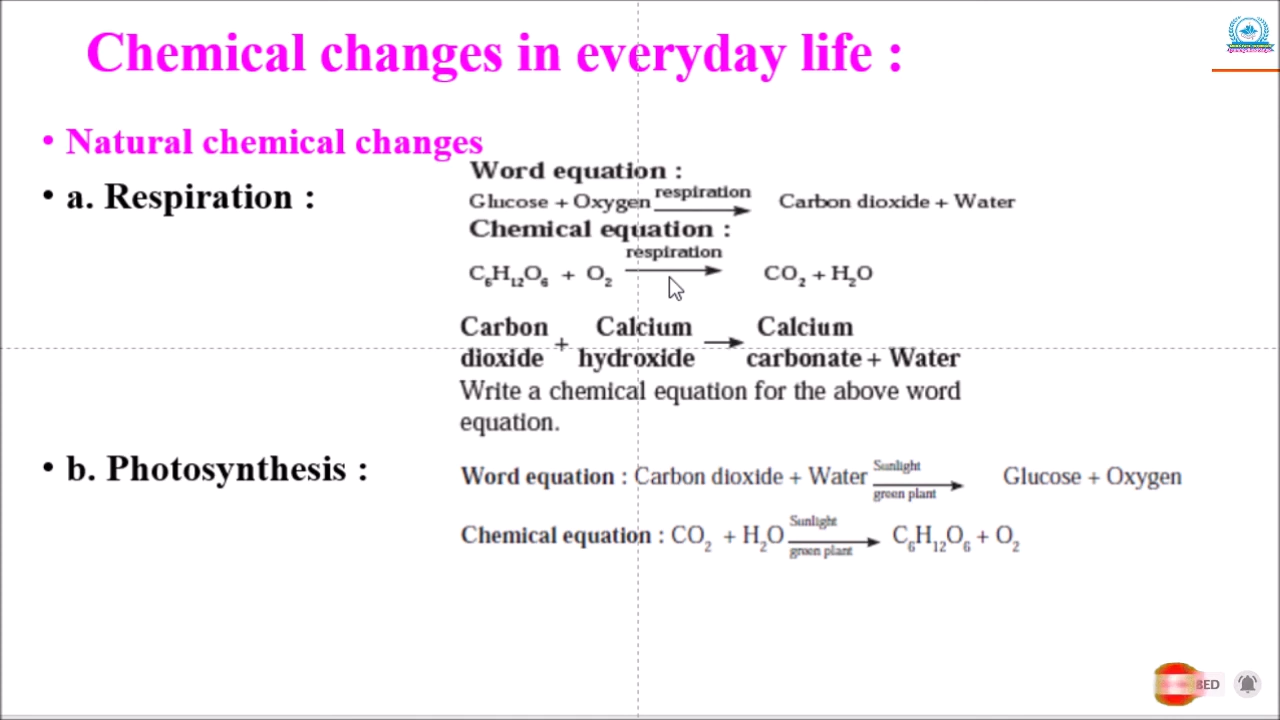 Chemical changes in everyday life :
• Natural chemical changes
• a. Respiration :
Word equation :
Glucose + Oxygen respiration Carbon dioxide + Water
Chemical equation :
respiration
C₆H₁₂O₆ + O₂ → CO₂ + H₂O
Carbon Calcium Calcium
dioxide + hydroxide → carbonate + Water
Write a chemical equation for the above word
equation.
• b. Photosynthesis :
Word equation : Carbon dioxide + Water Sunlight green plant → Glucose + Oxygen
Chemical equation : CO₂ + H₂O Sunlight green plant → C₆H₁₂O₆ + O₂
BED